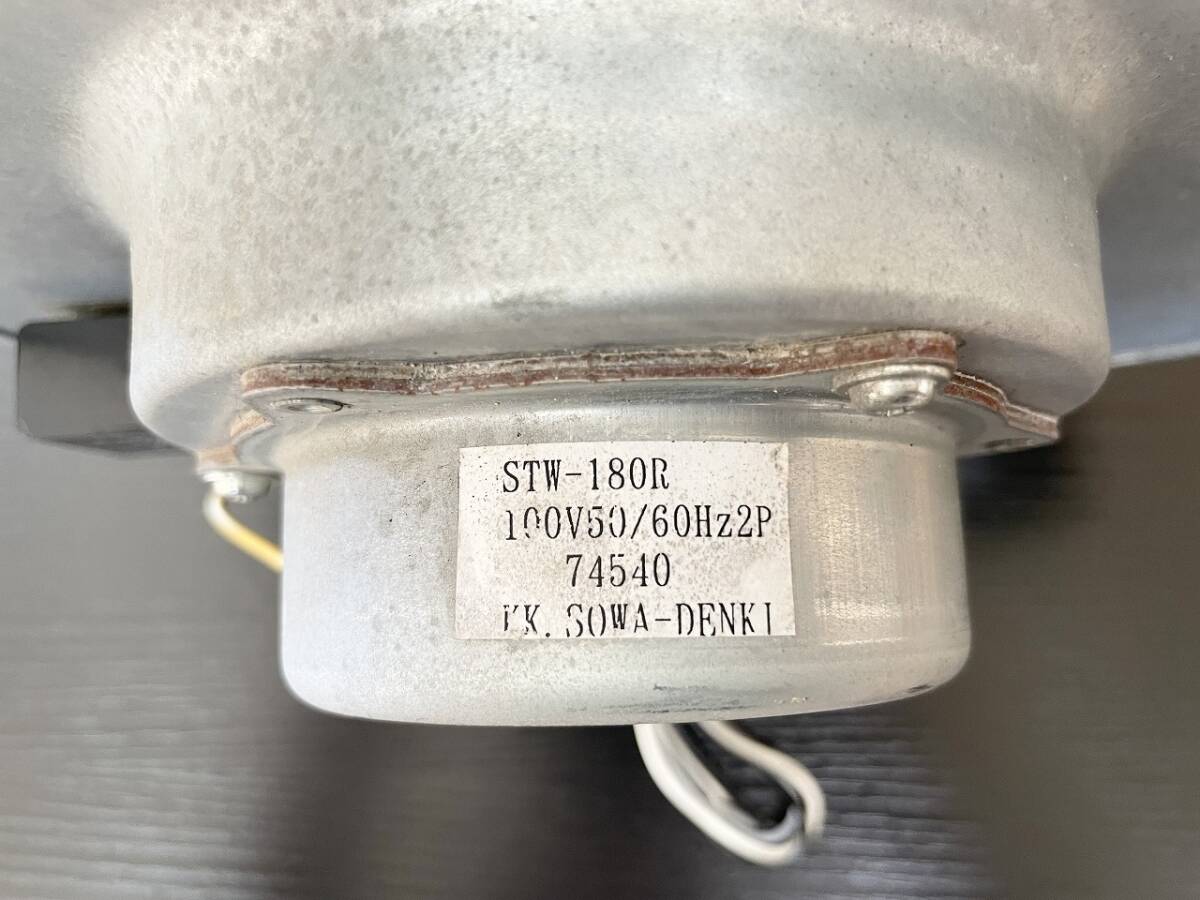 STW-180R
100V50/60Hz2P
74540
KK. SOWA-DENKI